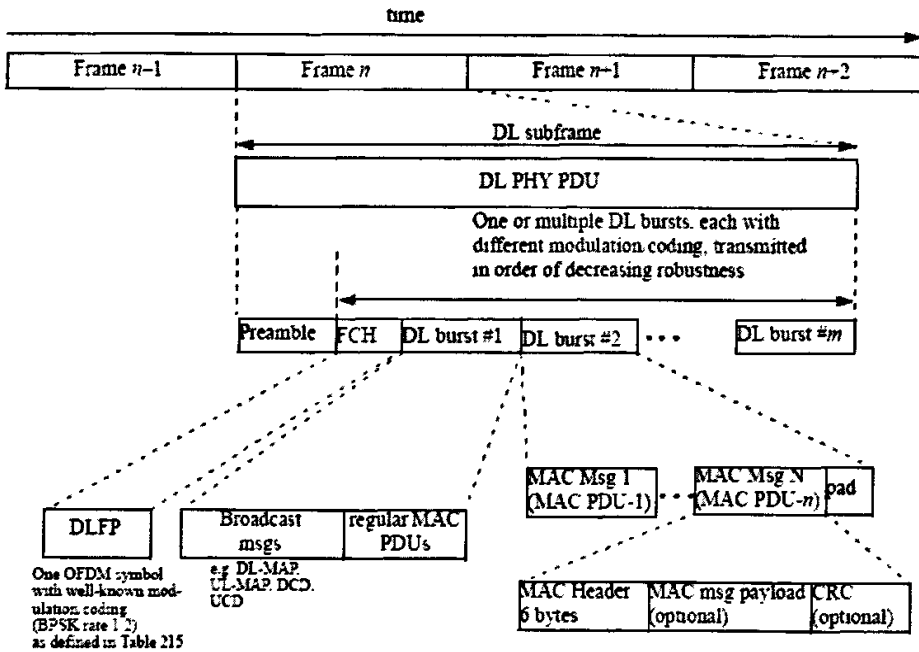 time
Frame n-1
Frame n
Frame n+1
Frame n+2
DL subframe
DL PHY PDU
One or multiple DL bursts, each with
different modulation coding, transmitted
in order of decreasing robustness
Preamble
FCH
DL burst #1
DL burst #2
•••
DL burst #m
MAC Msg 1
(MAC PDU-1)
•••
MAC Msg N
(MAC PDU-n)
pad
DLFP
Broadcast
msgs
regular MAC
PDUs
One OFDM symbol
with well-known mod-
ulation coding
(BPSK rate 1 2)
as defined in Table 215
e.g DL-MAP,
UL-MAP, DCD,
UCD
MAC Header
6 bytes
MAC msg payload
(optional)
CRC
(optional)